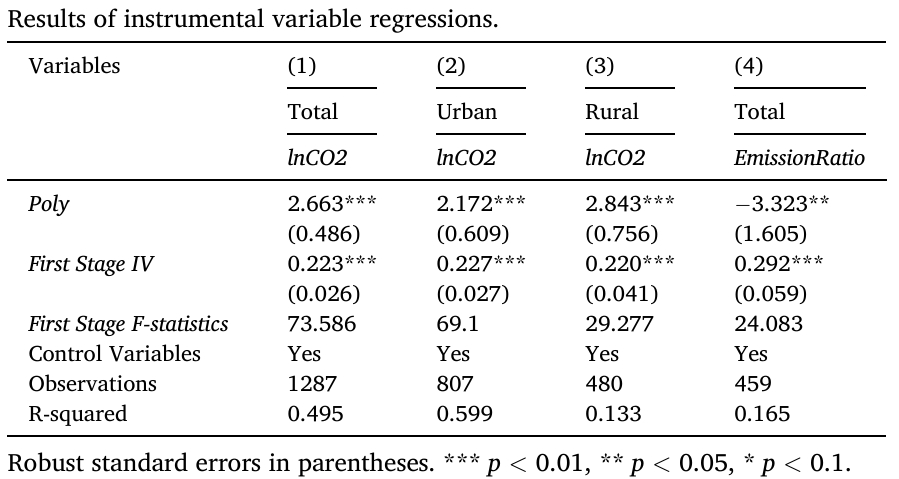 Results of instrumental variable regressions.
Variables (1) (2) (3) (4)
Total Urban Rural Total
lnCO2 lnCO2 lnCO2 EmissionRatio
Poly 2.663*** 2.172*** 2.843*** −3.323**
(0.486) (0.609) (0.756) (1.605)
First Stage IV 0.223*** 0.227*** 0.220*** 0.292***
(0.026) (0.027) (0.041) (0.059)
First Stage F-statistics 73.586 69.1 29.277 24.083
Control Variables Yes Yes Yes Yes
Observations 1287 807 480 459
R-squared 0.495 0.599 0.133 0.165
Robust standard errors in parentheses. *** p < 0.01, ** p < 0.05, * p < 0.1.